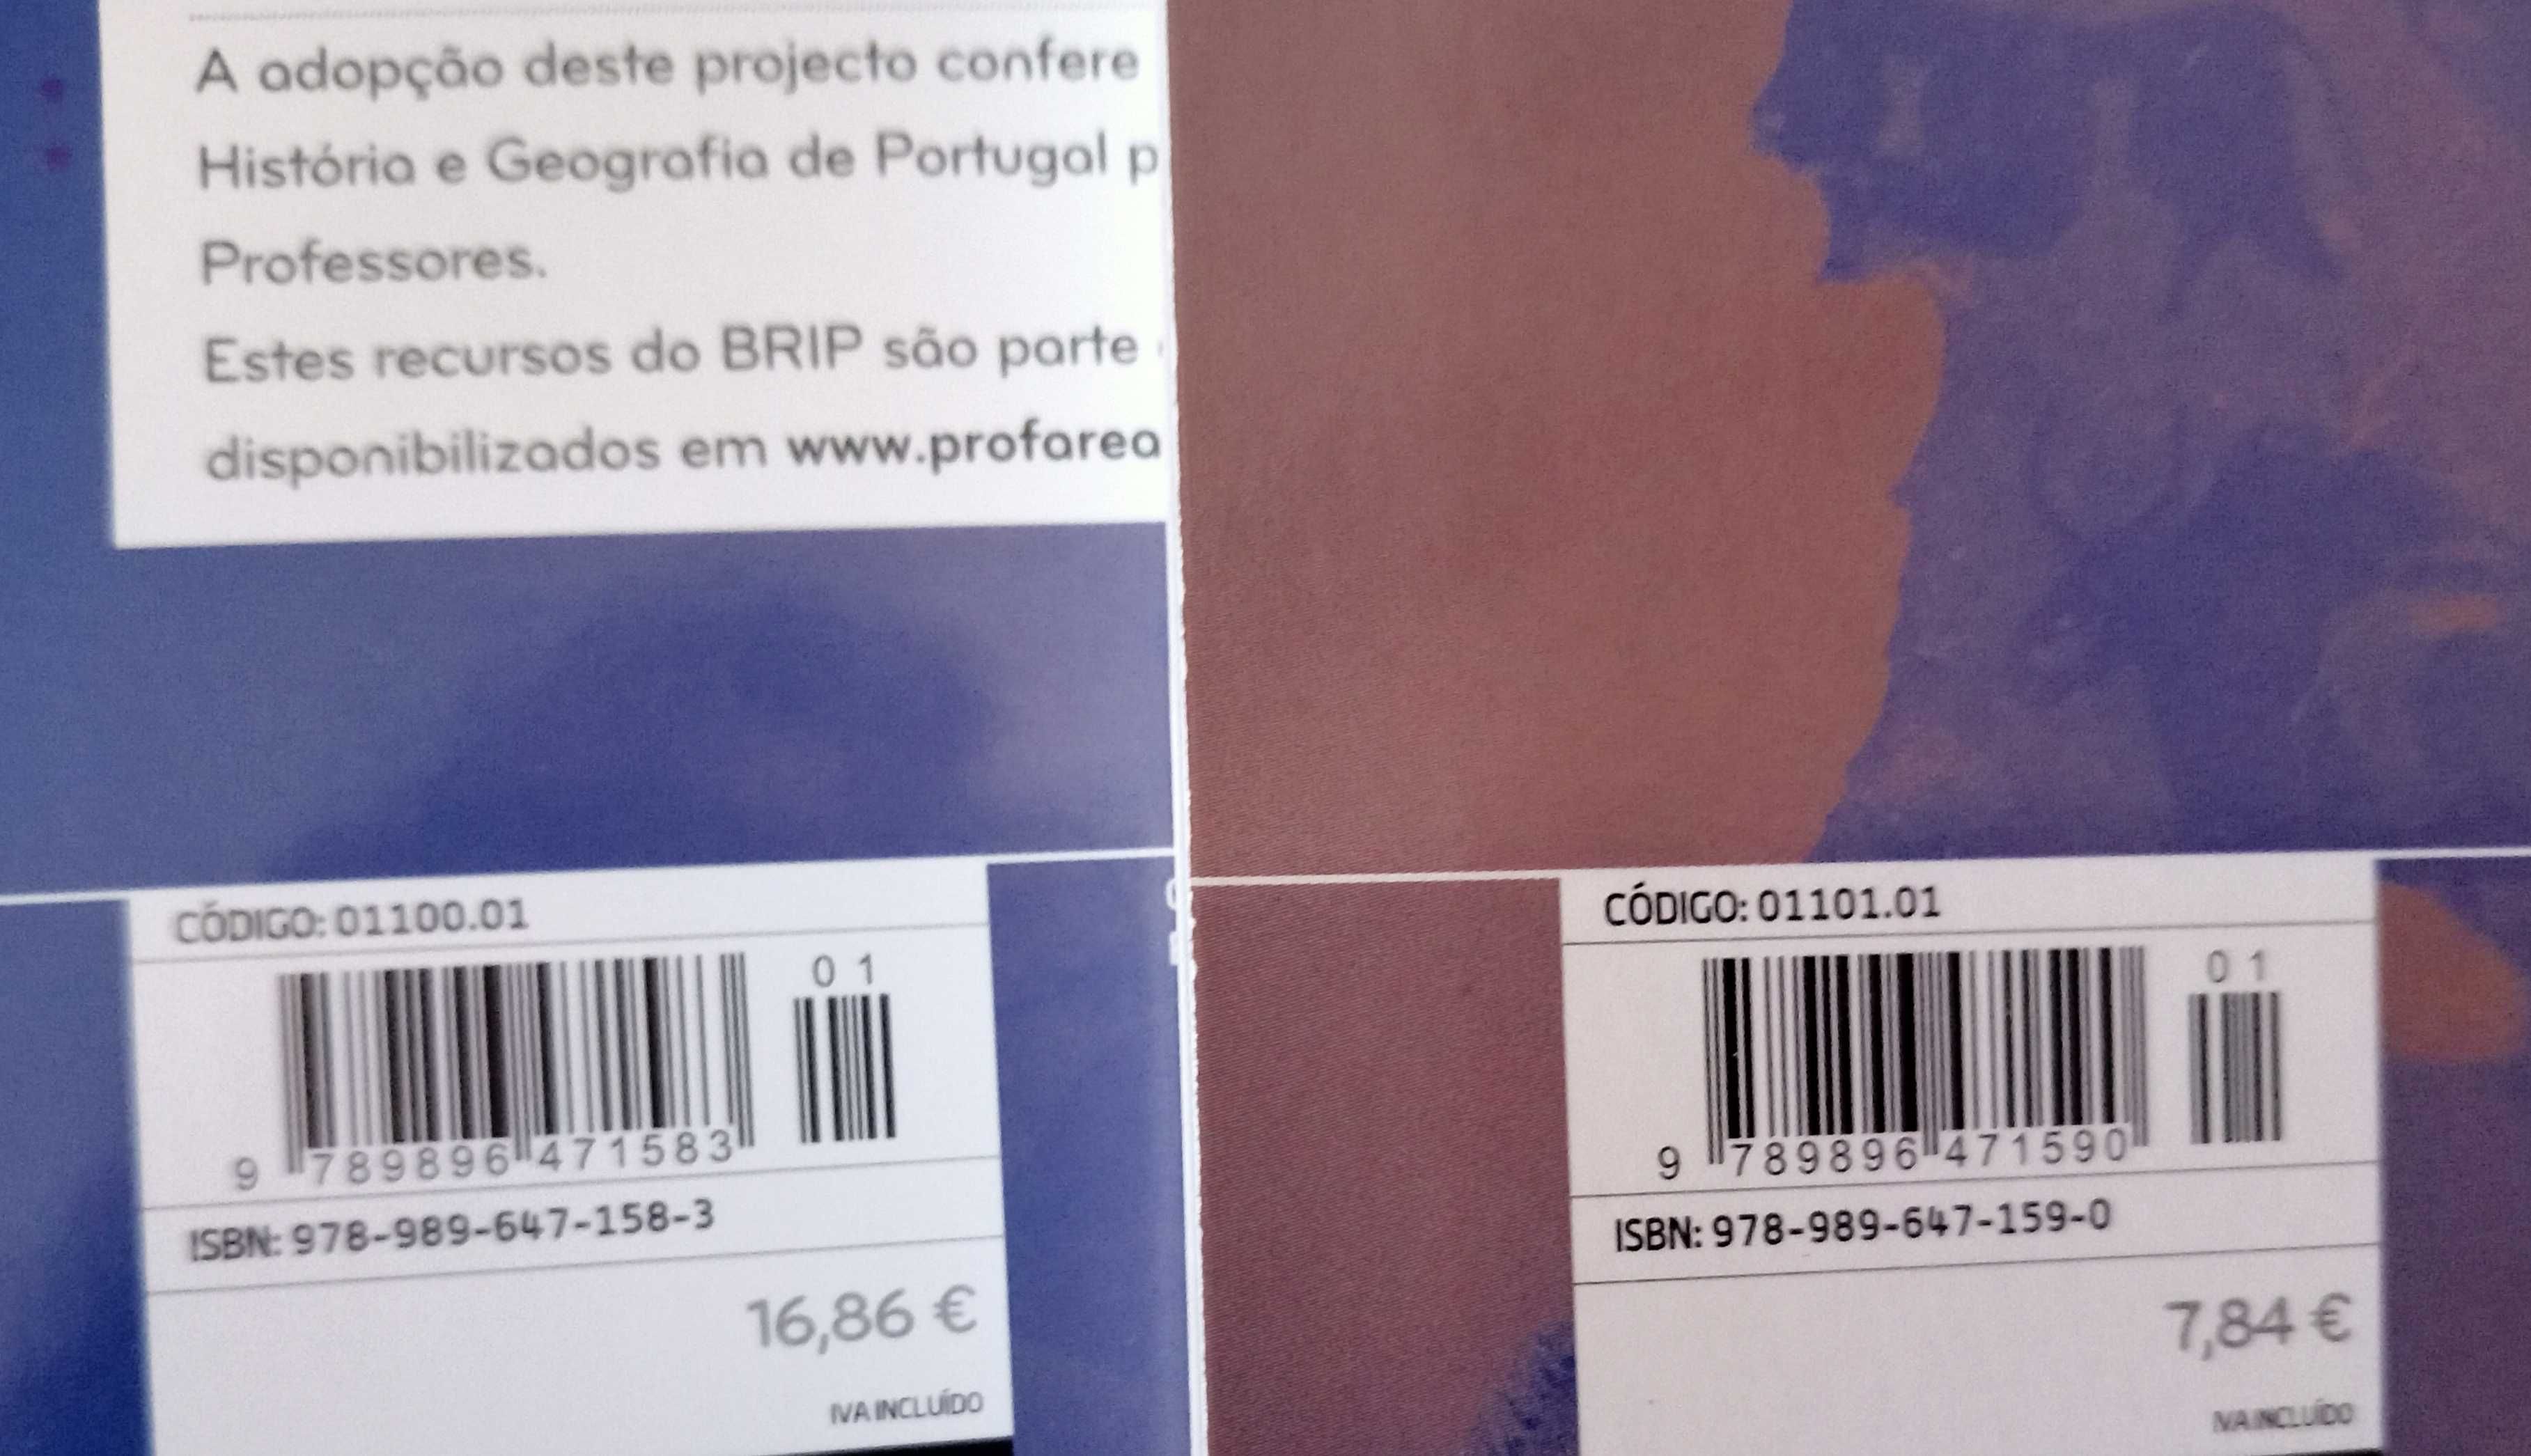 A adopção deste projecto confere
História e Geografia de Portugal p
Professores.
Estes recursos do BRIP são parte
disponibilizados em www.profarea
CÓDIGO: 01100.01
0 1
9 789896 471583
ISBN: 978-989-647-158-3
16,86 €
IVA INCLUÍDO
CÓDIGO: 01101.01
0 1
9 789896 471590
ISBN: 978-989-647-159-0
7,84 €
IVA INCLUÍDO